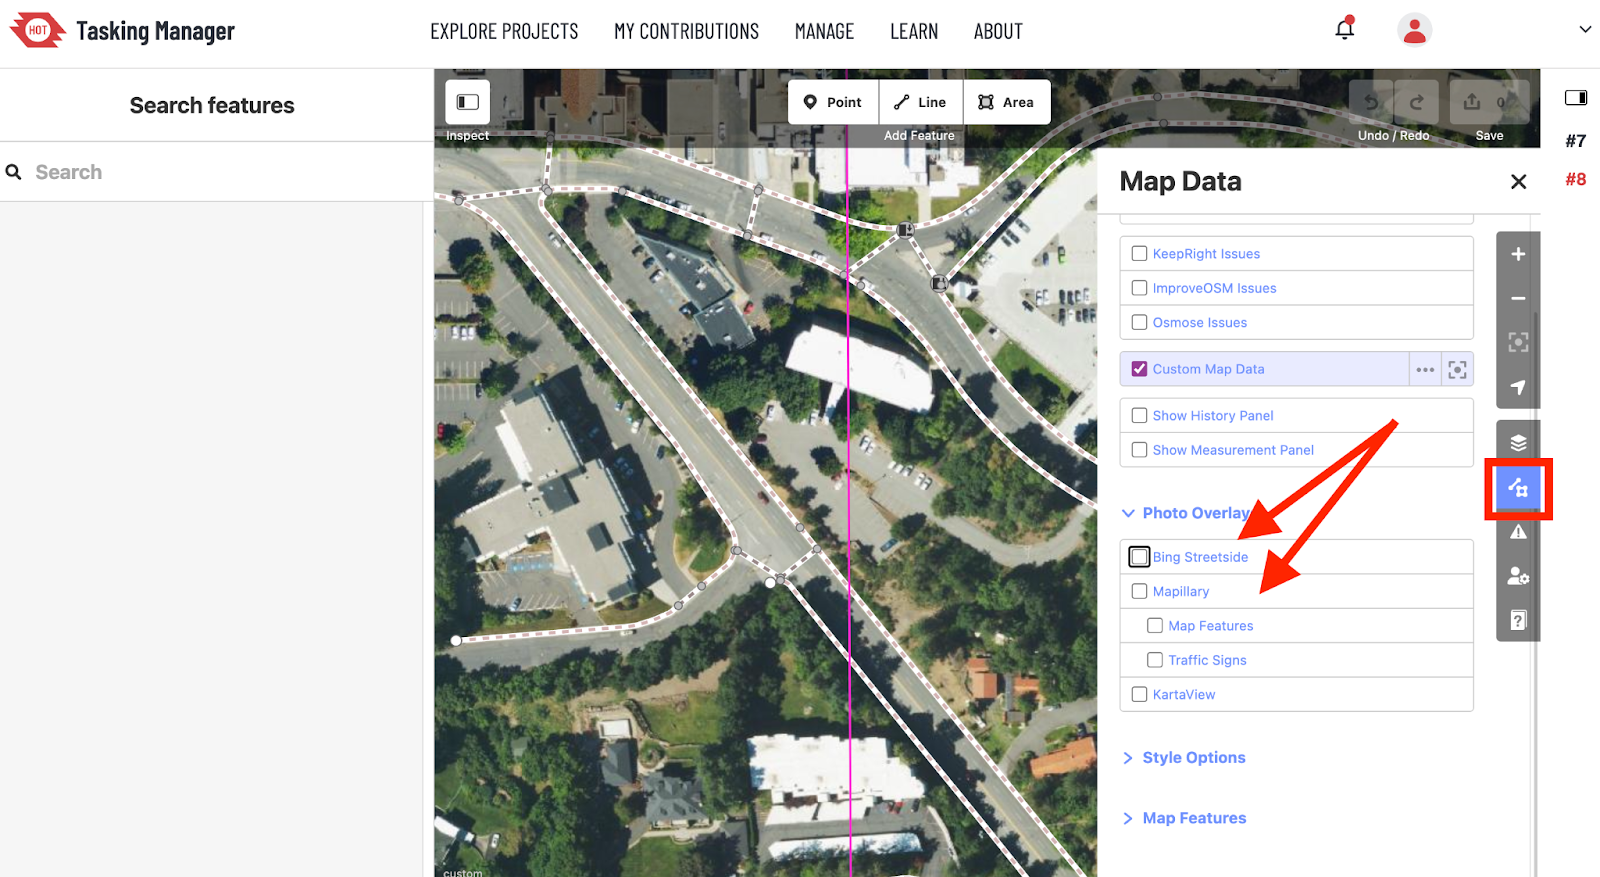 HOT Tasking Manager
EXPLORE PROJECTS MY CONTRIBUTIONS MANAGE LEARN ABOUT
Search features
Search
Inspect
Point Line Area
Add Feature
Undo / Redo
0
Save
#7
#8
Map Data
KeepRight Issues
ImproveOSM Issues
Osmose Issues
Custom Map Data
Show History Panel
Show Measurement Panel
Photo Overlay
Bing Streetside
Mapillary
Map Features
Traffic Signs
KartaView
Style Options
Map Features
custom